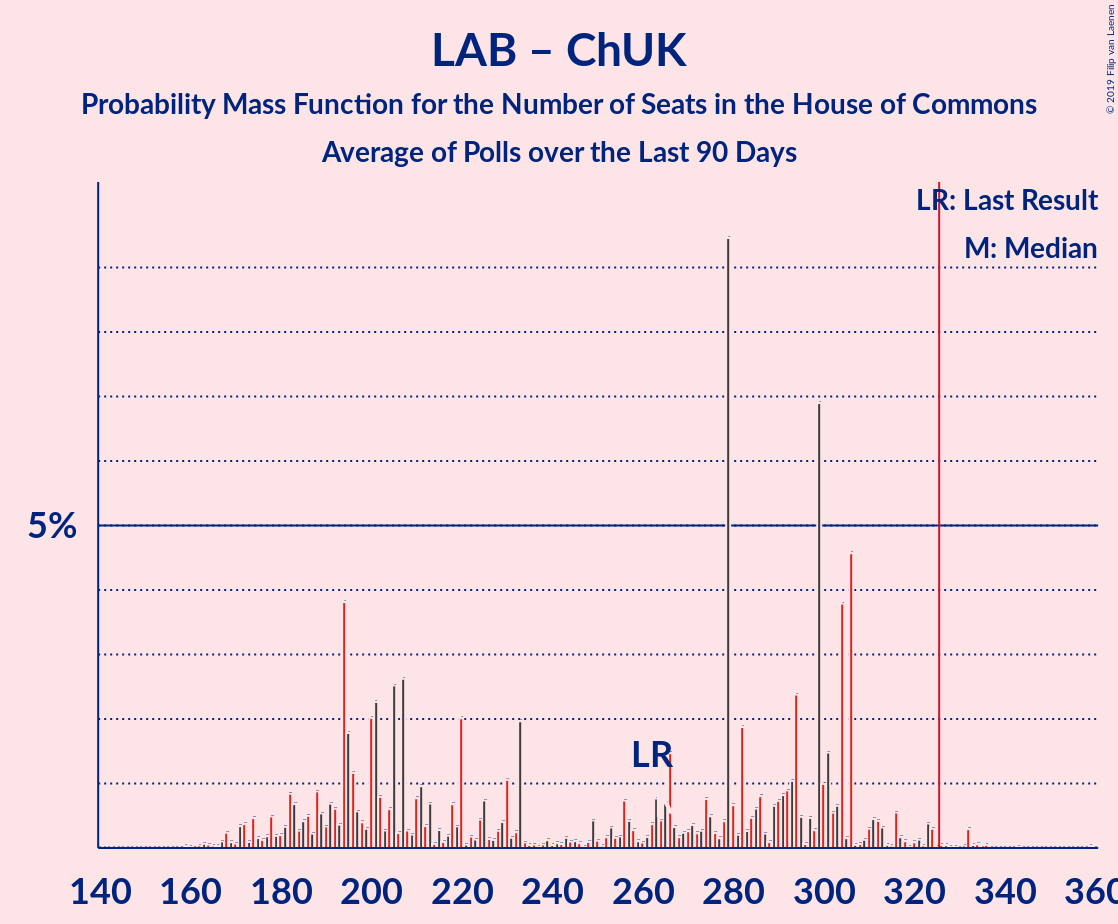 LAB – ChUK
Probability Mass Function for the Number of Seats in the House of Commons
Average of Polls over the Last 90 Days
© 2019 Filip van Laenen
LR: Last Result
M: Median
5%
LR
140 160 180 200 220 240 260 280 300 320 340 360